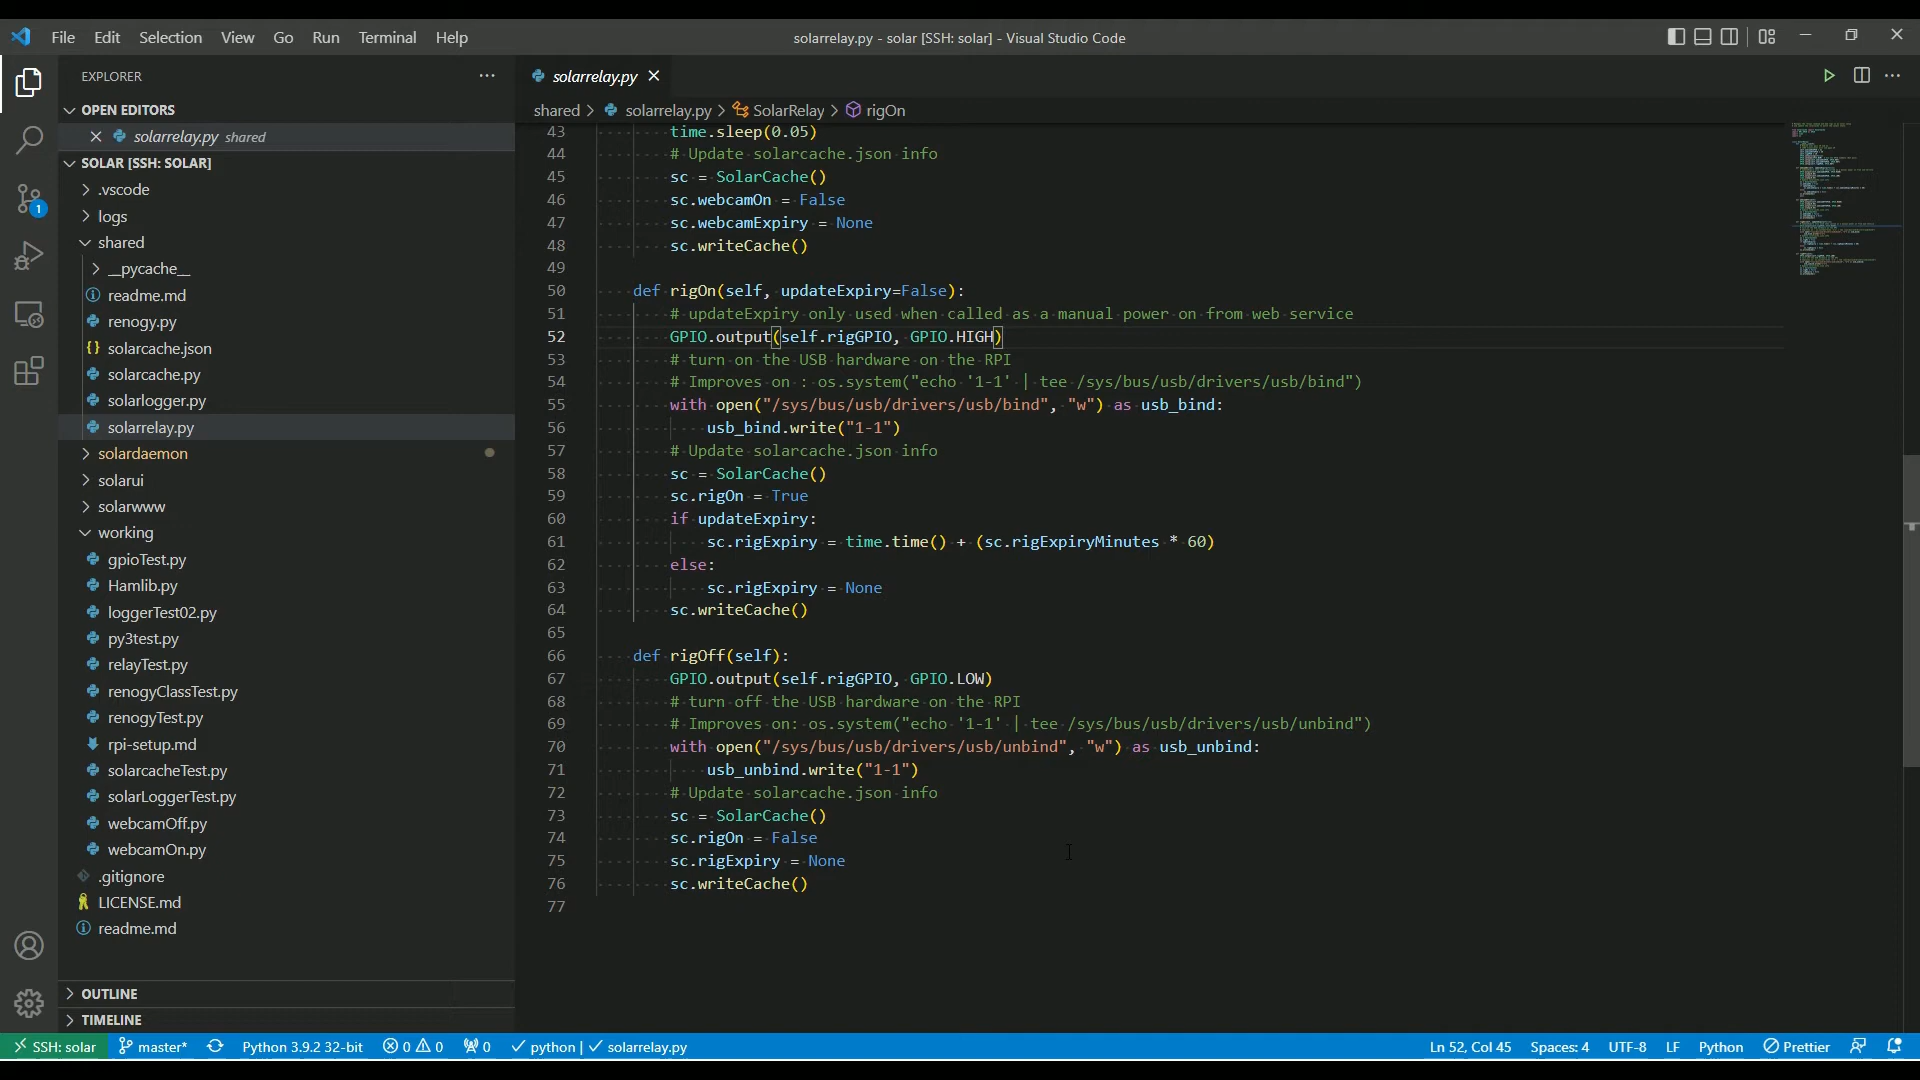 File Edit Selection View Go Run Terminal Help
solarrelay.py - solar [SSH: solar] - Visual Studio Code
EXPLORER
OPEN EDITORS
solarrelay.py shared
SOLAR [SSH: SOLAR]
.vscode
logs
shared
__pycache__
readme.md
renogy.py
solarcache.json
solarcache.py
solarlogger.py
solarrelay.py
solardaemon
solarui
solarwww
working
gpioTest.py
Hamlib.py
loggerTest02.py
py3test.py
relayTest.py
renogyClassTest.py
renogyTest.py
rpi-setup.md
solarcacheTest.py
solarLoggerTest.py
webcamOff.py
webcamOn.py
.gitignore
LICENSE.md
readme.md
OUTLINE
TIMELINE
1
solarrelay.py
shared > solarrelay.py > SolarRelay > rigOn
43 time.sleep(0.05)
44 # Update solarcache.json info
45 sc = SolarCache()
46 sc.webcamOn = False
47 sc.webcamExpiry = None
48 sc.writeCache()
49
50 def rigOn(self, updateExpiry=False):
51 # updateExpiry only used when called as a manual power on from web service
52 GPIO.output(self.rigGPIO, GPIO.HIGH)
53 # turn on the USB hardware on the RPI
54 # Improves on : os.system("echo '1-1' | tee /sys/bus/usb/drivers/usb/bind")
55 with open("/sys/bus/usb/drivers/usb/bind", "w") as usb_bind:
56 usb_bind.write("1-1")
57 # Update solarcache.json info
58 sc = SolarCache()
59 sc.rigOn = True
60 if updateExpiry:
61 sc.rigExpiry = time.time() + (sc.rigExpiryMinutes * 60)
62 else:
63 sc.rigExpiry = None
64 sc.writeCache()
65
66 def rigOff(self):
67 GPIO.output(self.rigGPIO, GPIO.LOW)
68 # turn off the USB hardware on the RPI
69 # Improves on: os.system("echo '1-1' | tee /sys/bus/usb/drivers/usb/unbind")
70 with open("/sys/bus/usb/drivers/usb/unbind", "w") as usb_unbind:
71 usb_unbind.write("1-1")
72 # Update solarcache.json info
73 sc = SolarCache()
74 sc.rigOn = False
75 sc.rigExpiry = None
76 sc.writeCache()
77
SSH: solar master* Python 3.9.2 32-bit 0 0 0 python | solarrelay.py Ln 52, Col 45 Spaces: 4 UTF-8 LF Python Prettier